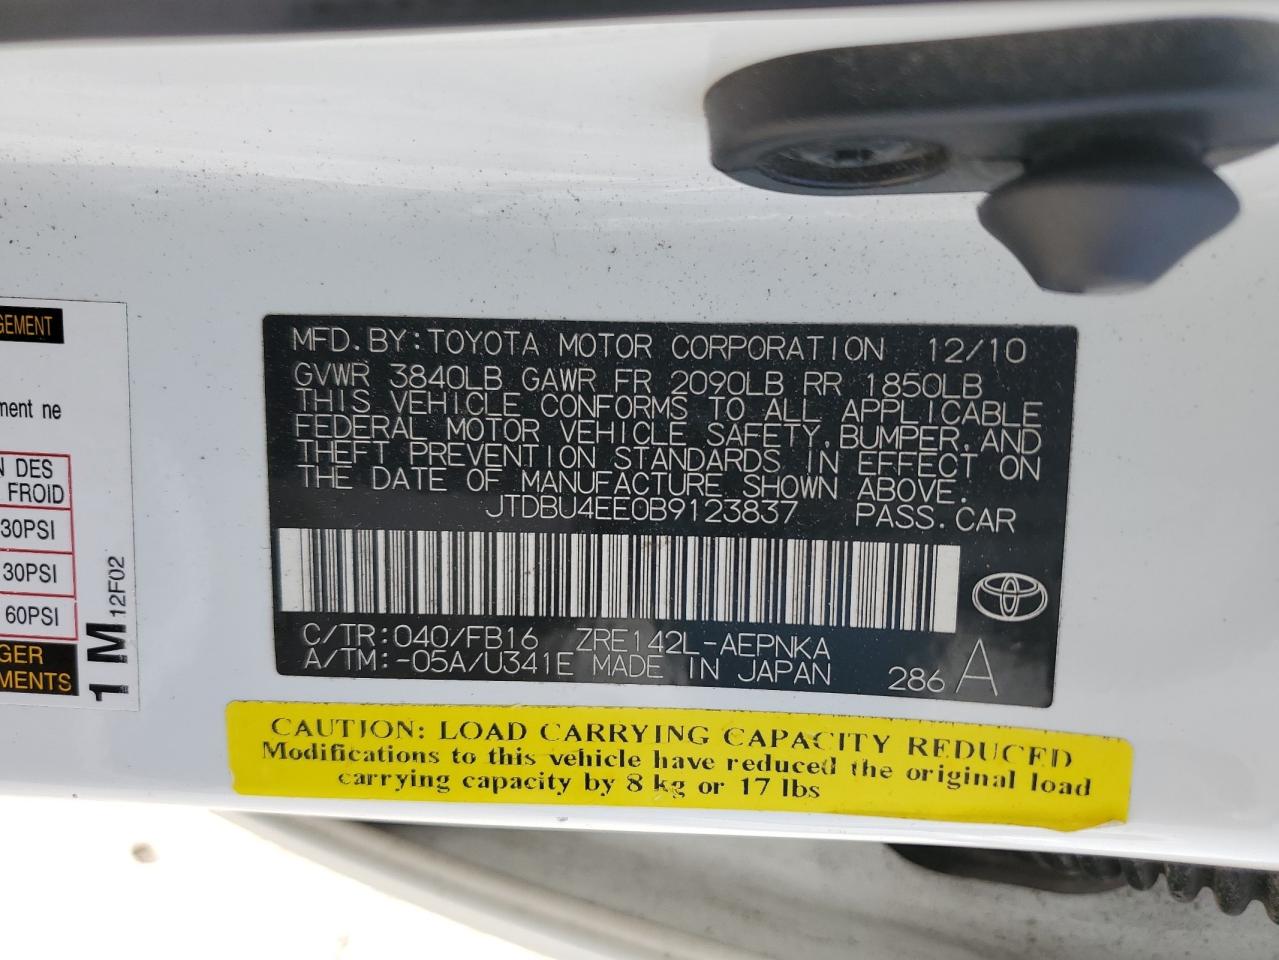 GEMENT
ment ne
N DES
FROID
30PSI
30PSI
60PSI
GER
MENTS
1 M 12F02
MFD. BY: TOYOTA MOTOR CORPORATION 12/10
GVWR 3840LB GAWR FR 2090LB RR 1850LB
THIS VEHICLE CONFORMS TO ALL APPLICABLE
FEDERAL MOTOR VEHICLE SAFETY, BUMPER, AND
THEFT PREVENTION STANDARDS IN EFFECT ON
THE DATE OF MANUFACTURE SHOWN ABOVE.
JTDBU4EE0B9123837 PASS. CAR
C/TR: 040/FB16 ZRE142L-AEPNKA
A/TM: -05A/U341E MADE IN JAPAN 286 A
CAUTION: LOAD CARRYING CAPACITY REDUCED
Modifications to this vehicle have reduced the original load
carrying capacity by 8 kg or 17 lbs